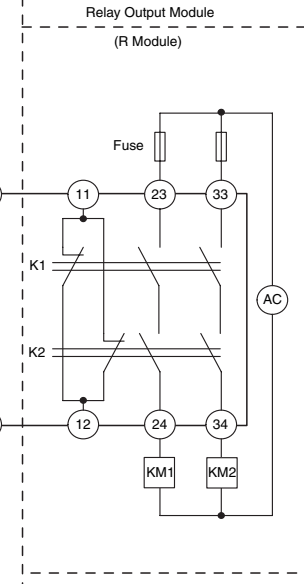 Relay Output Module
(R Module)
Fuse
11
23
33
K1
AC
K2
12
24
34
KM1
KM2